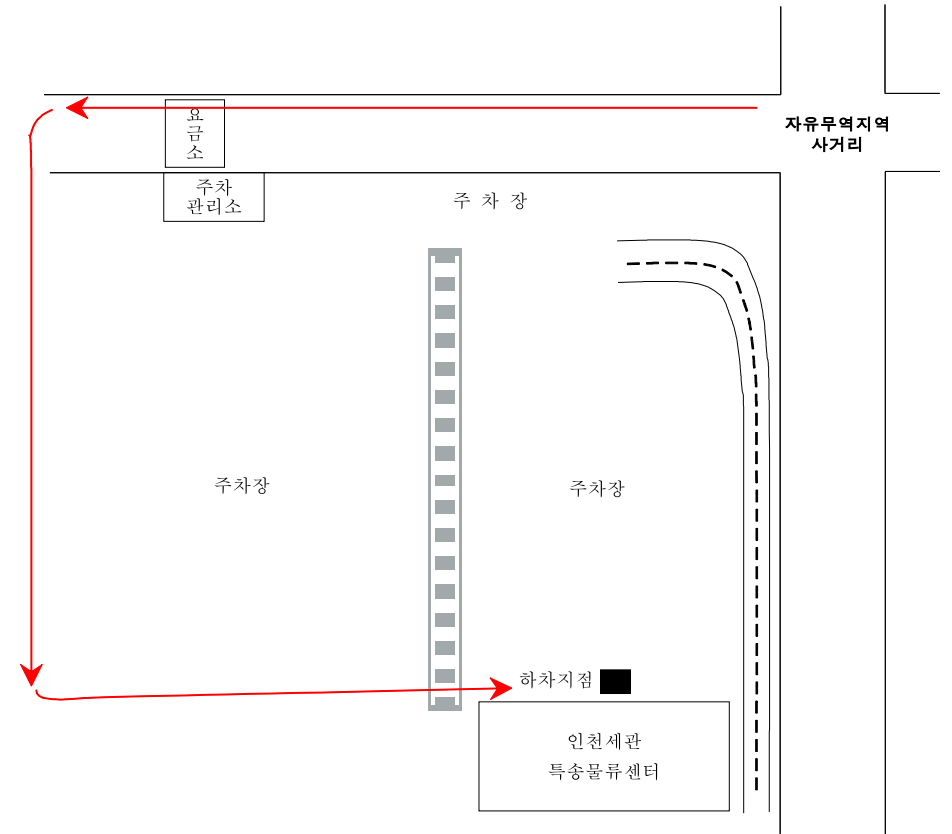 요
금
소
자유무역지역
사거리
주차
관리소
주 차 장
주차장
주차장
하차지점
인천세관
특송물류센터